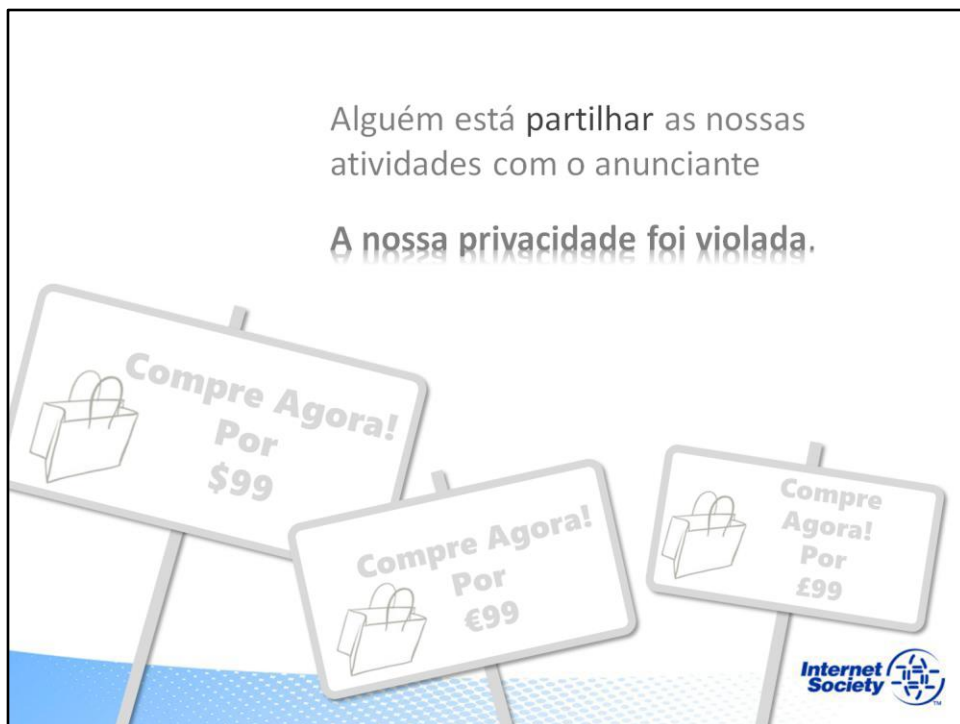 Alguém está partilhar as nossas
atividades com o anunciante
A nossa privacidade foi violada.
Compre Agora!
Por
$99
Compre Agora!
Por
€99
Compre
Agora!
Por
£99
Internet
Society
TM